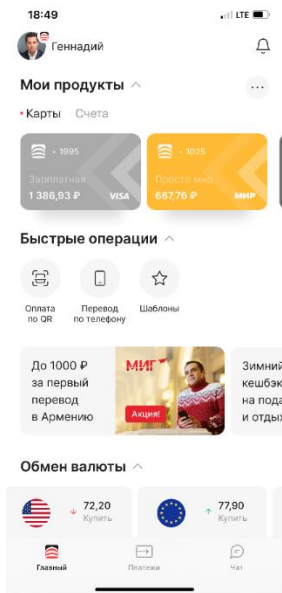 18:49
LTE
Геннадий
Мои продукты
Карты Счета
1995
Зарплатная
1 386,93 ₽ VISA
1025
Просто мир
667,76 ₽ МИР
Быстрые операции
Оплата
по QR
Перевод
по телефону
Шаблоны
До 1000 ₽
за первый
перевод
в Армению
МИГ
Акция!
Зимний
кешбэк
на пода
и отдых
Обмен валюты
72,20
Купить
77,90
Купить
Главный
Платежи
Чат